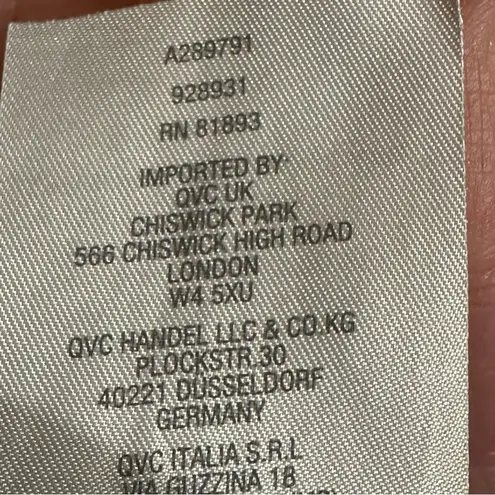 A289791
928931
RN 81893
IMPORTED BY
QVC UK
CHISWICK PARK
566 CHISWICK HIGH ROAD
LONDON
W4 5XU
QVC HANDEL LLC & CO.KG
PLOCKSTR.30
40221 DUSSELDORF
GERMANY
QVC ITALIA S.R.L
VIA GUZZINA 18